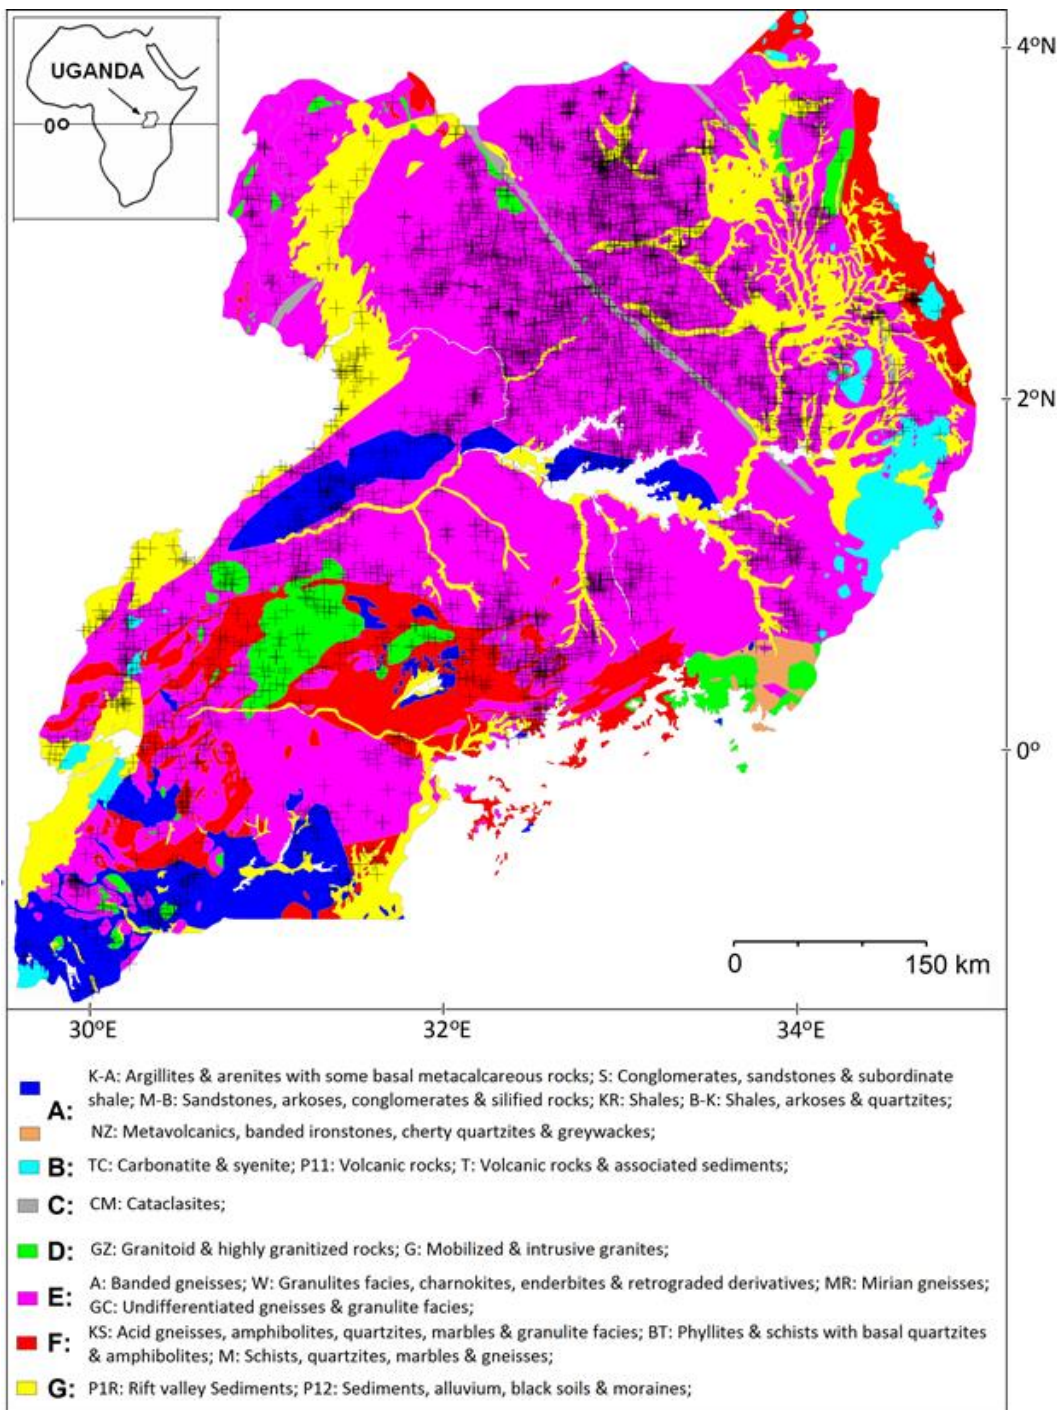 UGANDA
0º
4ºN
2ºN
0º
0 150 km
30ºE 32ºE 34ºE
K-A: Argillites & arenites with some basal metacalcareous rocks; S: Conglomerates, sandstones & subordinate
A: shale; M-B: Sandstones, arkoses, conglomerates & silified rocks; KR: Shales; B-K: Shales, arkoses & quartzites;
NZ: Metavolcanics, banded ironstones, cherty quartzites & greywackes;
B: TC: Carbonatite & syenite; P11: Volcanic rocks; T: Volcanic rocks & associated sediments;
C: CM: Cataclasites;
D: GZ: Granitoid & highly granitized rocks; G: Mobilized & intrusive granites;
A: Banded gneisses; W: Granulites facies, charnokites, enderbites & retrograded derivatives; MR: Mirian gneisses;
E: GC: Undifferentiated gneisses & granulite facies;
KS: Acid gneisses, amphibolites, quartzites, marbles & granulite facies; BT: Phyllites & schists with basal quartzites
F: & amphibolites; M: Schists, quartzites, marbles & gneisses;
G: P1R: Rift valley Sediments; P12: Sediments, alluvium, black soils & moraines;